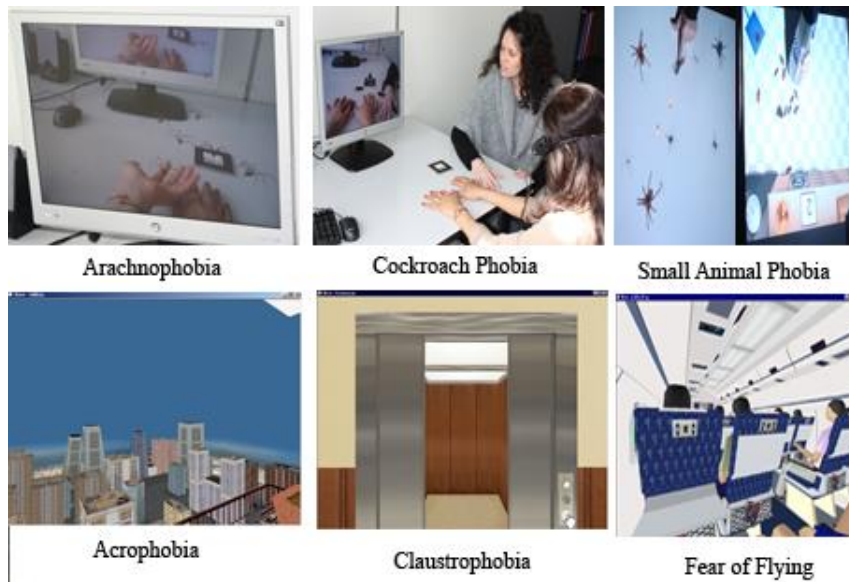 Arachnophobia
Cockroach Phobia
Small Animal Phobia
Acrophobia
Claustrophobia
Fear of Flying